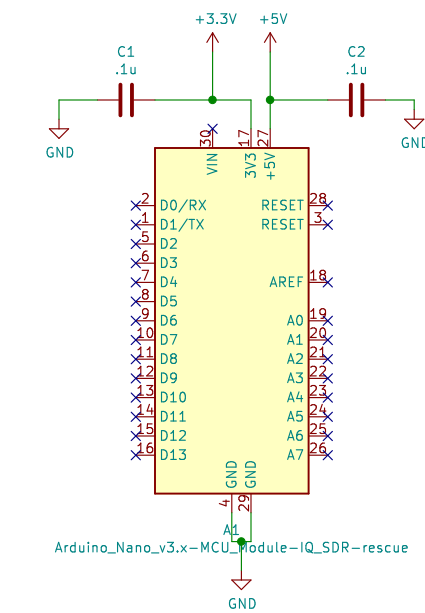 +3.3V +5V
C1 C2
.1u .1u
GND GND
30 17 27
VIN 3V3 +5V
2 D0/RX RESET 28
1 D1/TX RESET 3
5 D2
6 D3
7 D4 AREF 18
8 D5
9 D6 A0 19
10 D7 A1 20
11 D8 A2 21
12 D9 A3 22
13 D10 A4 23
14 D11 A5 24
15 D12 A6 25
16 D13 A7 26
GND GND
4 29
A1
Arduino_Nano_v3.x-MCU_Module-IQ_SDR-rescue
GND